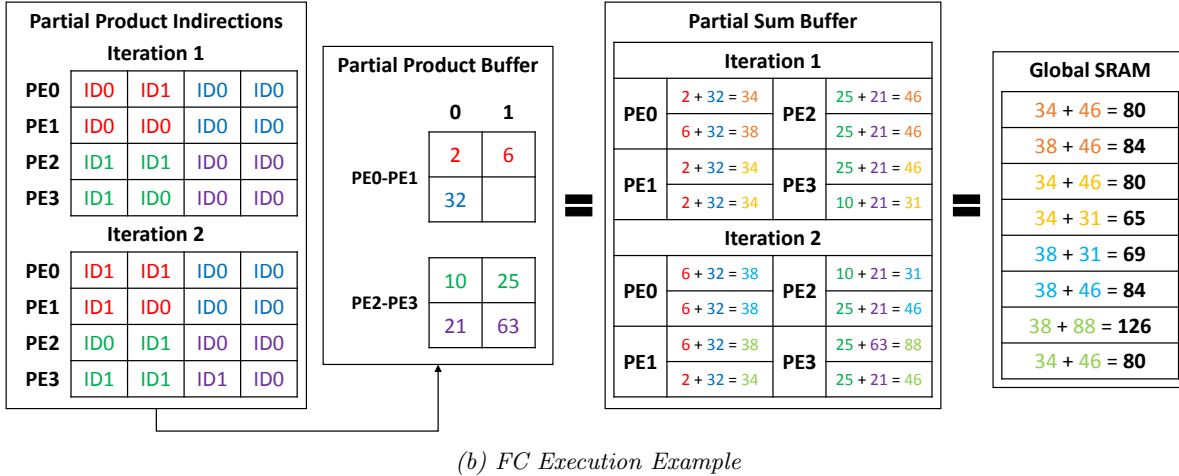 Partial Product Indirections
Iteration 1
PE0 ID0 ID1 ID0 ID0
PE1 ID0 ID0 ID0 ID0
PE2 ID1 ID1 ID0 ID0
PE3 ID1 ID0 ID0 ID0
Iteration 2
PE0 ID1 ID1 ID0 ID0
PE1 ID1 ID0 ID0 ID0
PE2 ID0 ID1 ID0 ID0
PE3 ID1 ID1 ID1 ID0
Partial Product Buffer
0 1
PE0-PE1
2 6
32
PE2-PE3
10 25
21 63
=
Partial Sum Buffer
Iteration 1
PE0
2 + 32 = 34
6 + 32 = 38
PE2
25 + 21 = 46
25 + 21 = 46
PE1
2 + 32 = 34
2 + 32 = 34
PE3
25 + 21 = 46
10 + 21 = 31
Iteration 2
PE0
6 + 32 = 38
6 + 32 = 38
PE2
10 + 21 = 31
25 + 21 = 46
PE1
6 + 32 = 38
2 + 32 = 34
PE3
25 + 63 = 88
25 + 21 = 46
=
Global SRAM
34 + 46 = 80
38 + 46 = 84
34 + 46 = 80
34 + 31 = 65
38 + 31 = 69
38 + 46 = 84
38 + 88 = 126
34 + 46 = 80
(b) FC Execution Example